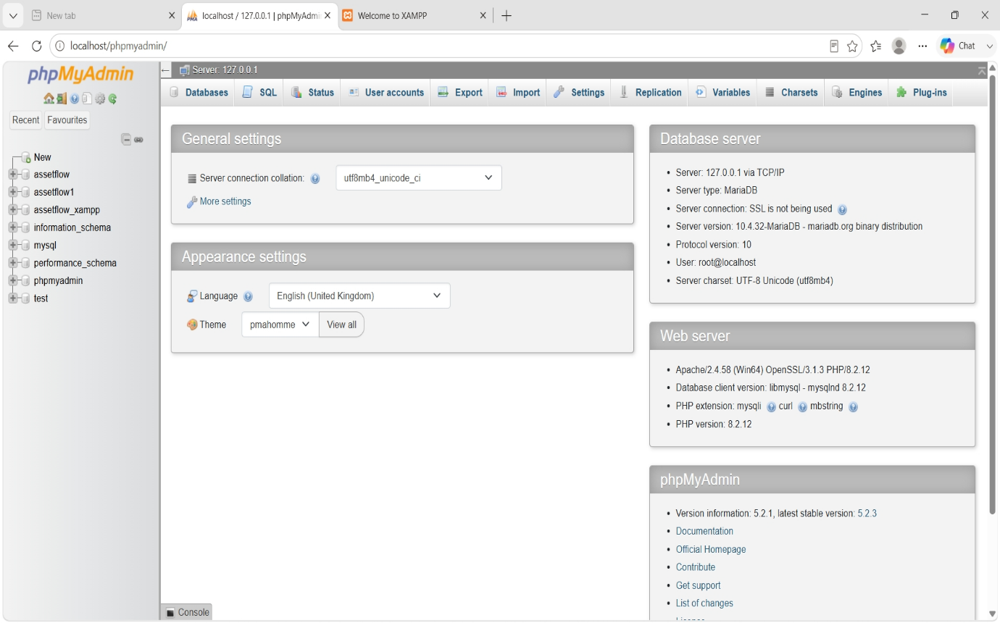 New tab
localhost / 127.0.0.1 | phpMyAdmin
Welcome to XAMPP
localhost/phpmyadmin/
Chat
phpMyAdmin
Server: 127.0.0.1
Databases SQL Status User accounts Export Import Settings Replication Variables Charsets Engines Plug-ins
Recent Favourites
New
assetflow
assetflow1
assetflow_xampp
information_schema
mysql
performance_schema
phpmyadmin
test
General settings
Server connection collation: utf8mb4_unicode_ci
More settings
Appearance settings
Language English (United Kingdom)
Theme pmahomme View all
Database server
• Server: 127.0.0.1 via TCP/IP
• Server type: MariaDB
• Server connection: SSL is not being used
• Server version: 10.4.32-MariaDB - mariadb.org binary distribution
• Protocol version: 10
• User: root@localhost
• Server charset: UTF-8 Unicode (utf8mb4)
Web server
• Apache/2.4.58 (Win64) OpenSSL/3.1.3 PHP/8.2.12
• Database client version: libmysql - mysqlnd 8.2.12
• PHP extension: mysqli curl mbstring
• PHP version: 8.2.12
phpMyAdmin
• Version information: 5.2.1, latest stable version: 5.2.3
• Documentation
• Official Homepage
• Contribute
• Get support
• List of changes
Console